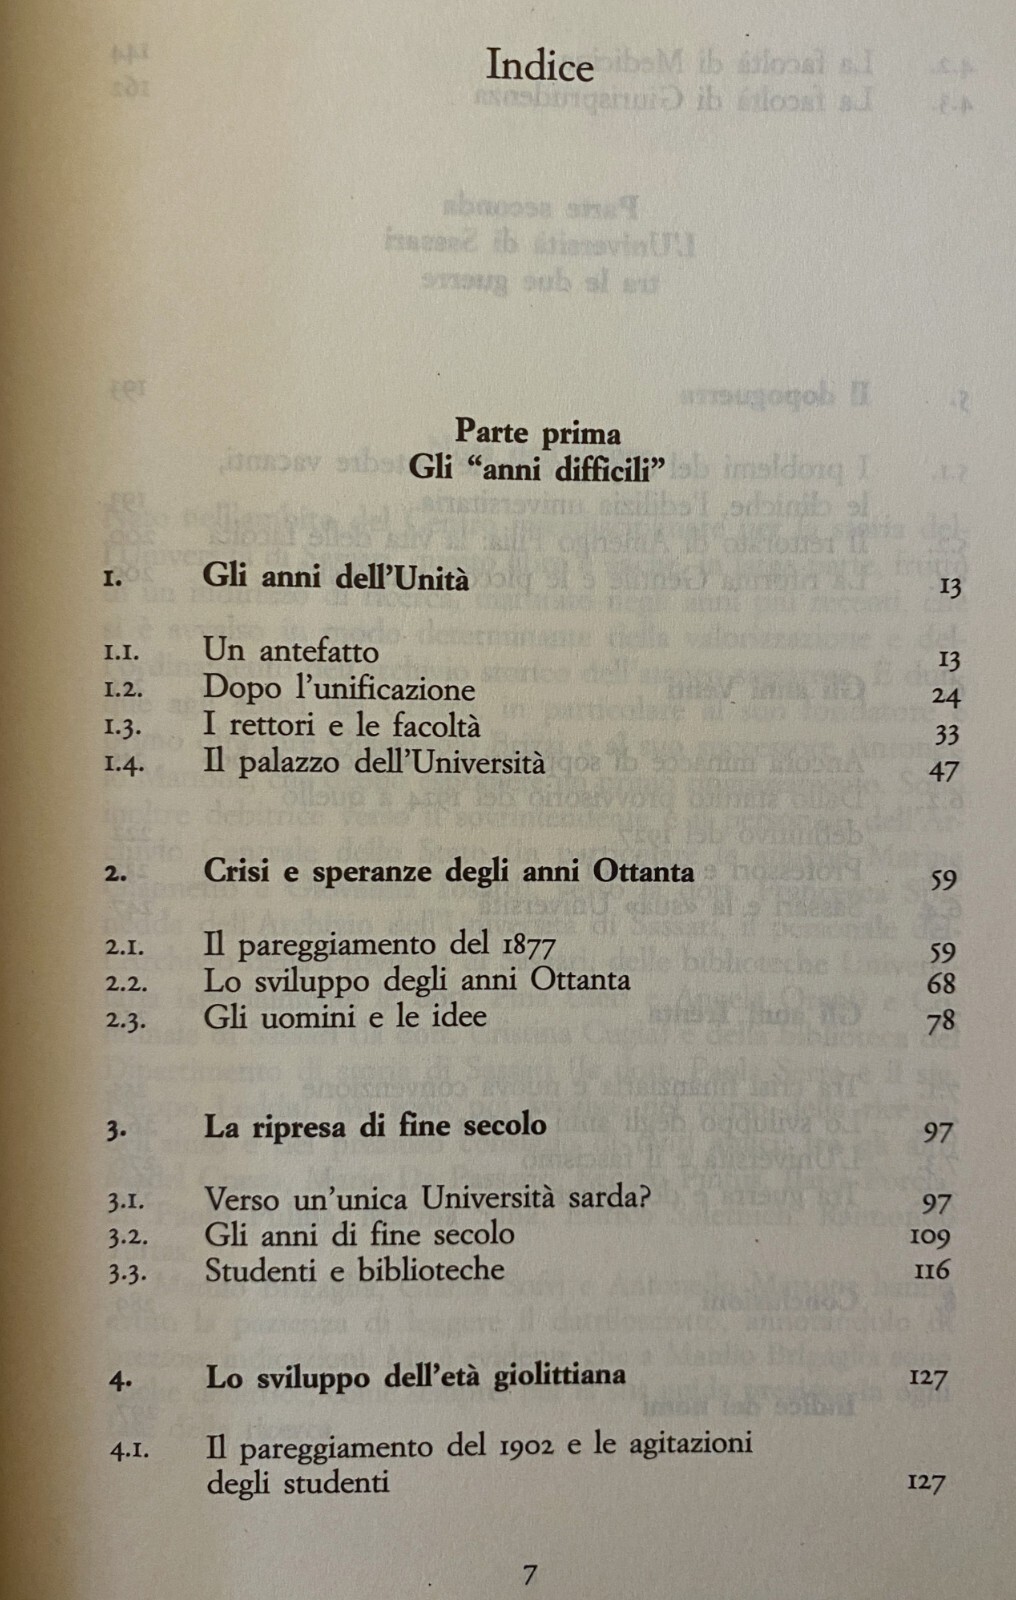 Indice
Parte prima
Gli “anni difficili”
1. Gli anni dell'Unità 13
1.1. Un antefatto 13
1.2. Dopo l'unificazione 24
1.3. I rettori e le facoltà 33
1.4. Il palazzo dell'Università 47
2. Crisi e speranze degli anni Ottanta 59
2.1. Il pareggiamento del 1877 59
2.2. Lo sviluppo degli anni Ottanta 68
2.3. Gli uomini e le idee 78
3. La ripresa di fine secolo 97
3.1. Verso un'unica Università sarda? 97
3.2. Gli anni di fine secolo 109
3.3. Studenti e biblioteche 116
4. Lo sviluppo dell'età giolittiana 127
4.1. Il pareggiamento del 1902 e le agitazioni
degli studenti 127
7